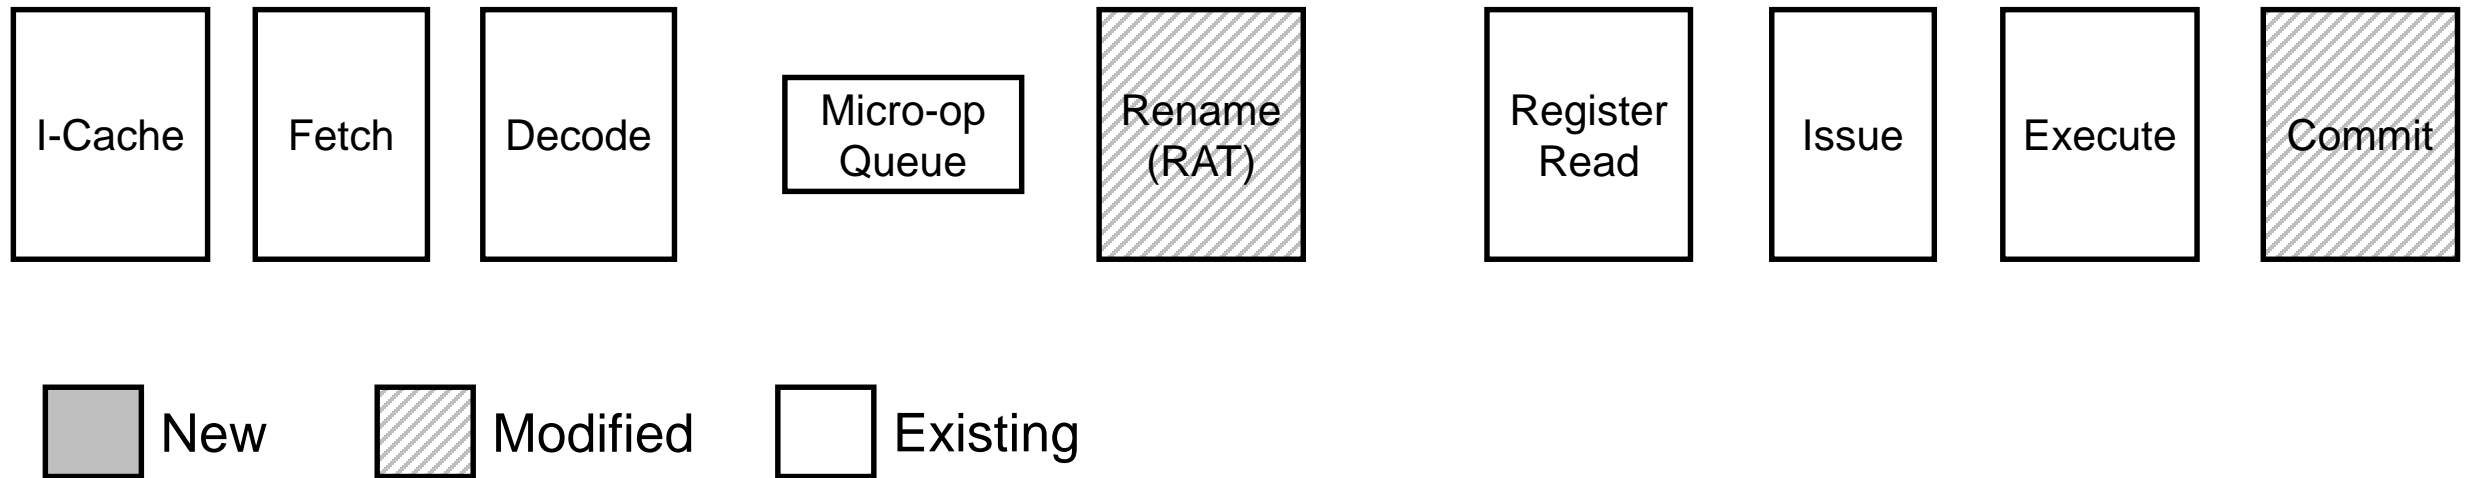 I-Cache
Fetch
Decode
Micro-op
Queue
Rename
(RAT)
Register
Read
Issue
Execute
Commit
New
Modified
Existing